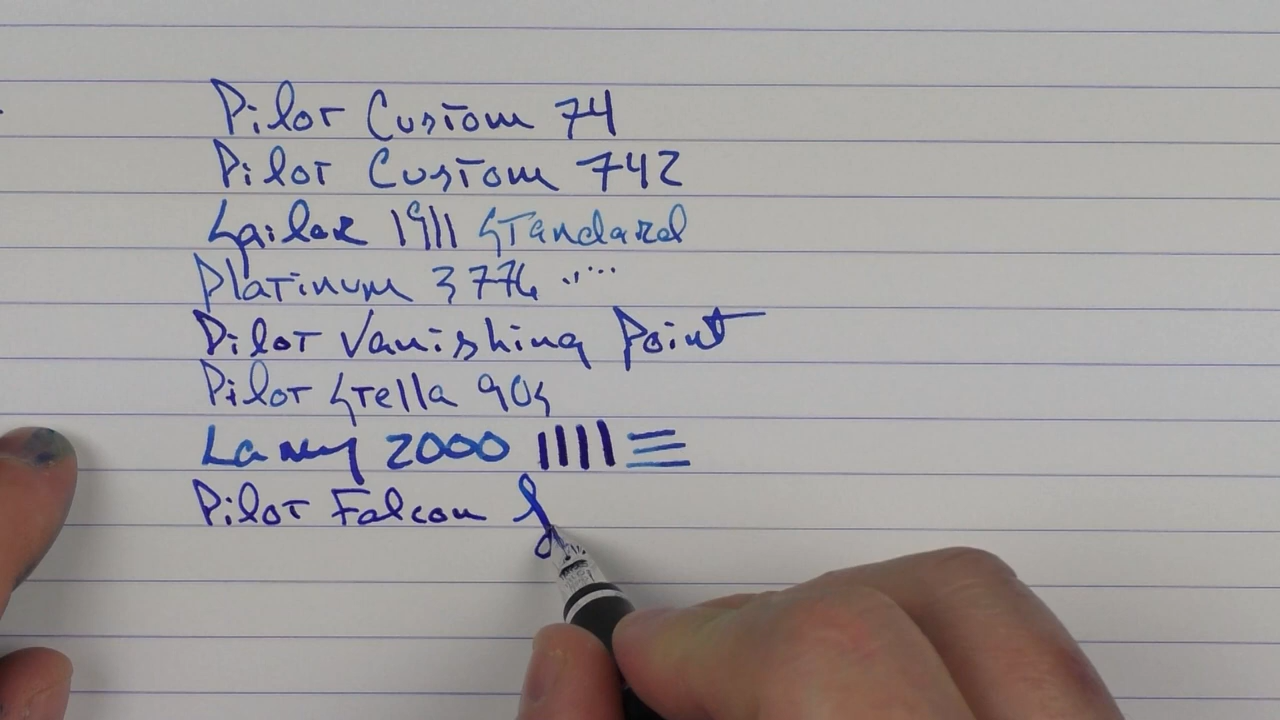 Pilot Custom 74
Pilot Custom 742
Sailor 1911 Standard
Platinum 3776 .....
Pilot Vanishing Point
Pilot Stella 90s
Lamy 2000
Pilot Falcon